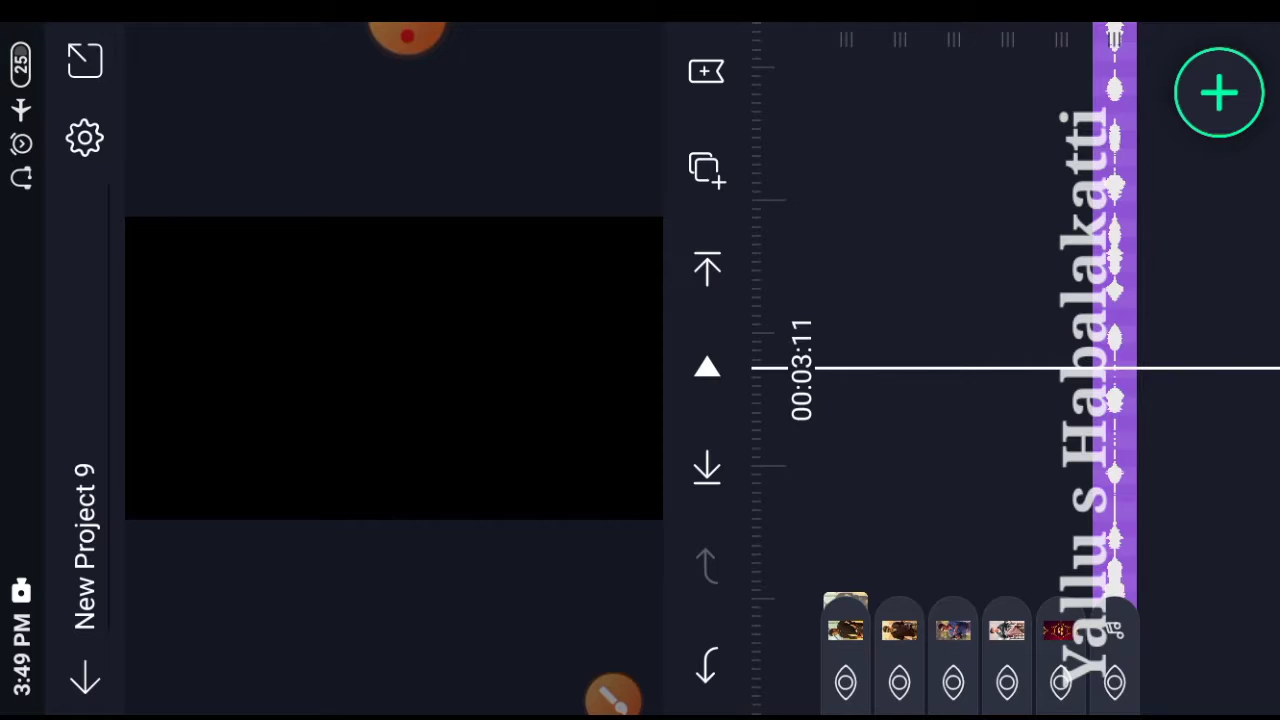 3:49 PM
25
New Project 9
00:03:11
Yallu s Habalakatti